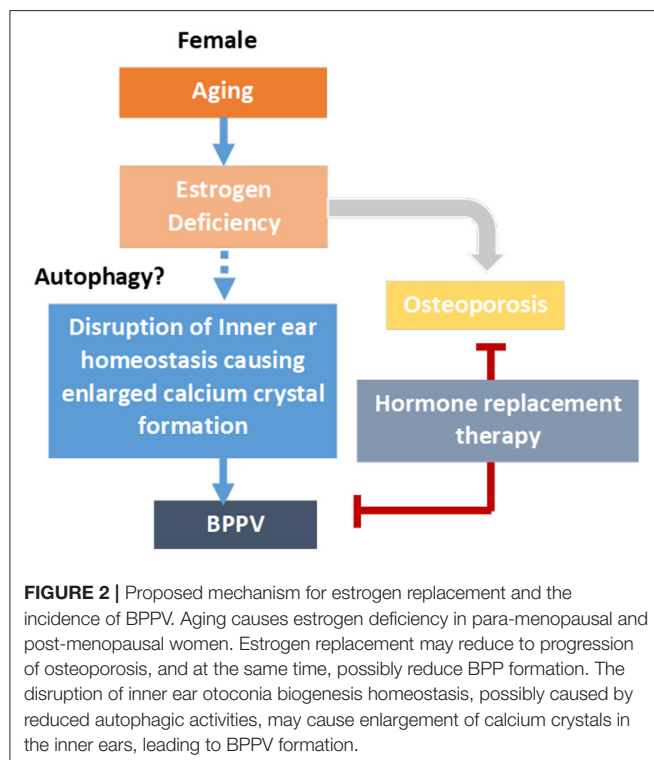 Female
Aging
Estrogen
Deficiency
Autophagy?
Osteoporosis
Disruption of Inner ear
homeostasis causing
enlarged calcium crystal
formation
Hormone replacement
therapy
BPPV
FIGURE 2 | Proposed mechanism for estrogen replacement and the
incidence of BPPV. Aging causes estrogen deficiency in para-menopausal and
post-menopausal women. Estrogen replacement may reduce to progression
of osteoporosis, and at the same time, possibly reduce BPP formation. The
disruption of inner ear otoconia biogenesis homeostasis, possibly caused by
reduced autophagic activities, may cause enlargement of calcium crystals in
the inner ears, leading to BPPV formation.